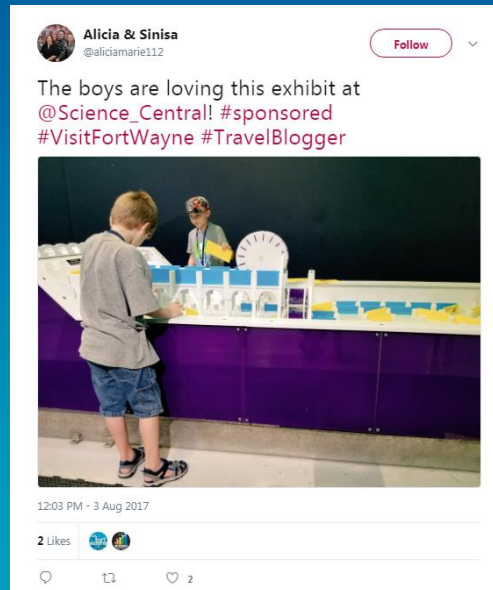 Alicia & Sinisa
@aliciamarie112
Follow
The boys are loving this exhibit at
@Science_Central! #sponsored
#VisitFortWayne #TravelBlogger
12:03 PM - 3 Aug 2017
2 Likes
2